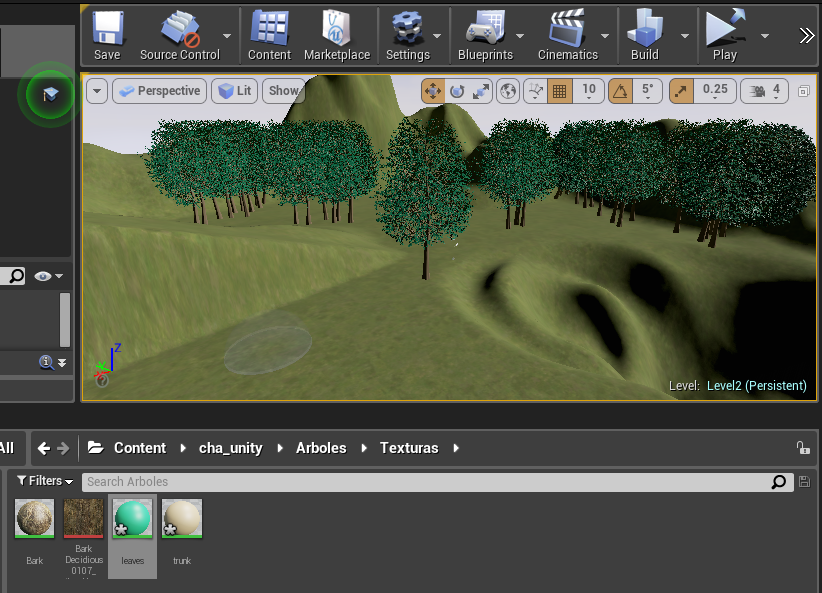 Save
Source Control
Content
Marketplace
Settings
Blueprints
Cinematics
Build
Play
Perspective
Lit
Show
10
5°
0.25
4
Z
Level: Level2 (Persistent)
All
Content
cha_unity
Arboles
Texturas
Filters
Search Arboles
Bark
Bark
Decidious
0107_
leaves
trunk